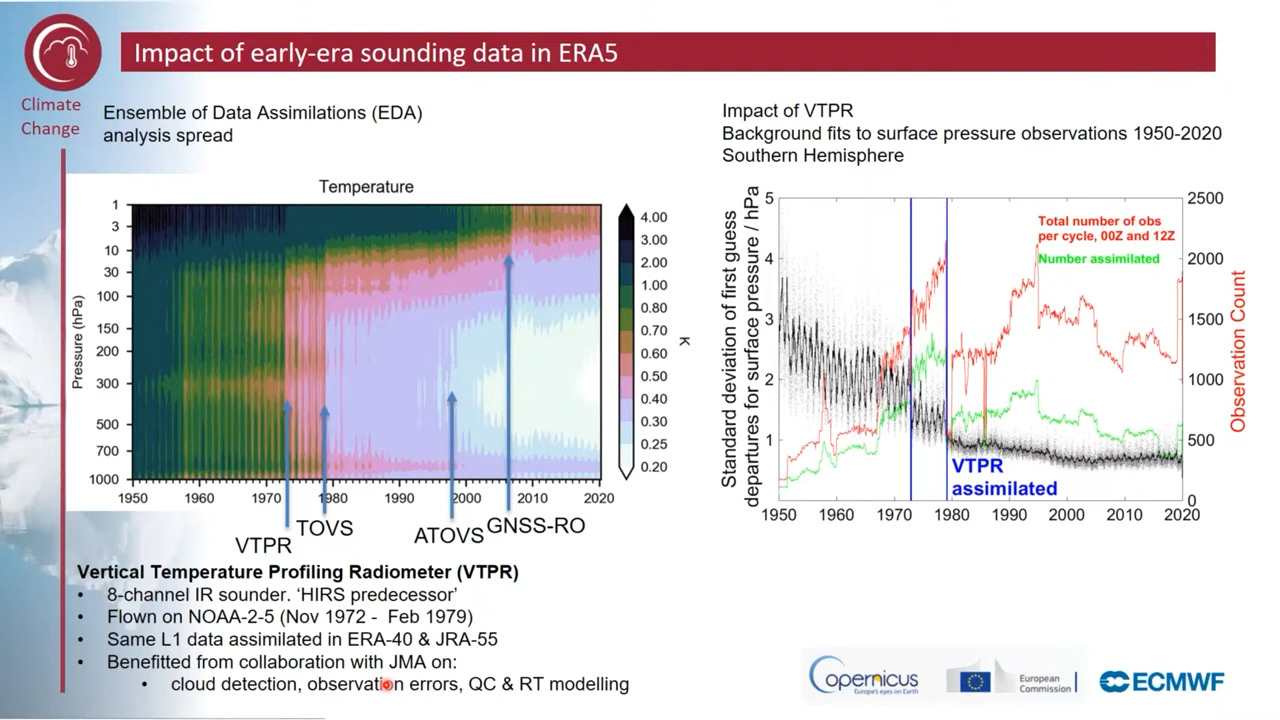 Impact of early-era sounding data in ERA5
Climate
Change
Ensemble of Data Assimilations (EDA)
analysis spread
Temperature
Pressure (hPa)
1
3
10
30
100
150
200
300
500
700
1000
1950 1960 1970 1980 1990 2000 2010 2020
4.00
3.00
2.00
1.00
0.80
0.70
0.60
0.50
0.40
0.30
0.25
0.20
K
VTPR
TOVS
ATOVS
GNSS-RO
Impact of VTPR
Background fits to surface pressure observations 1950-2020
Southern Hemisphere
Standard deviation of first guess
departures for surface pressure / hPa
5
4
3
2
1
Total number of obs
per cycle, 00Z and 12Z
Number assimilated
VTPR
assimilated
2500
2000
1500
1000
500
0
Observation Count
1950 1960 1970 1980 1990 2000 2010 2020
Vertical Temperature Profiling Radiometer (VTPR)
• 8-channel IR sounder. ‘HIRS predecessor’
• Flown on NOAA-2-5 (Nov 1972 - Feb 1979)
• Same L1 data assimilated in ERA-40 & JRA-55
• Benefitted from collaboration with JMA on:
• cloud detection, observation errors, QC & RT modelling
Copernicus
Europe's eyes on Earth
European
Commission
ECMWF